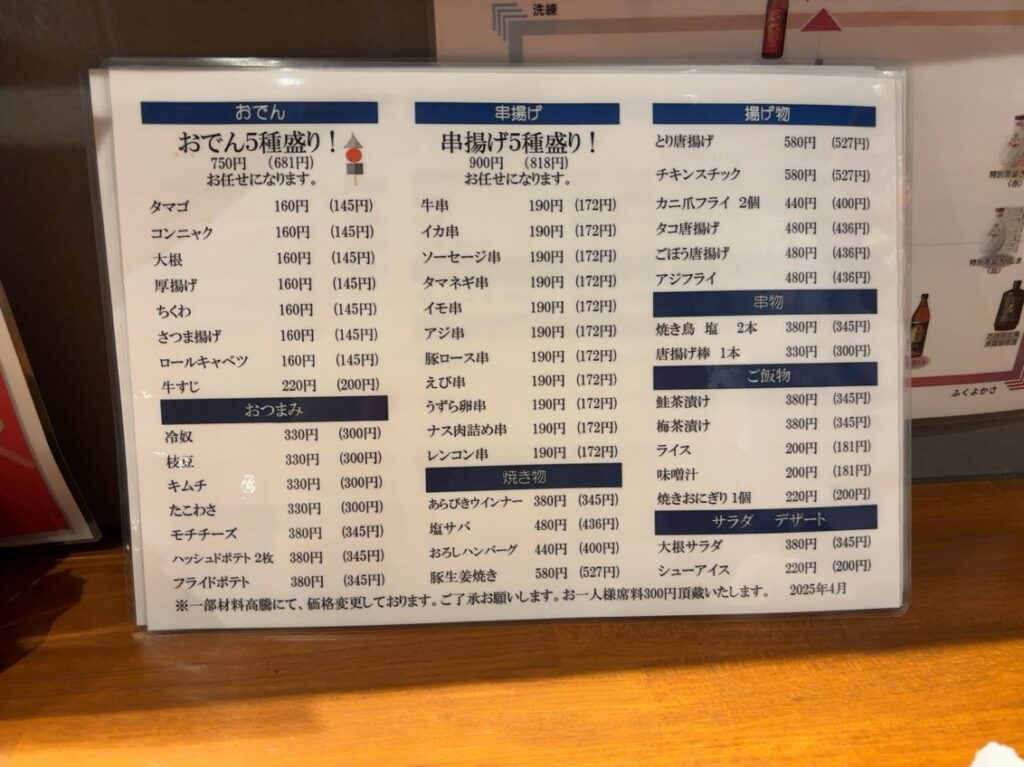 洗練
おでん
おでん5種盛り！
750円 （681円）
お任せになります。
タマゴ 160円 （145円）
コンニャク 160円 （145円）
大根 160円 （145円）
厚揚げ 160円 （145円）
ちくわ 160円 （145円）
さつま揚げ 160円 （145円）
ロールキャベツ 160円 （145円）
牛すじ 220円 （200円）
おつまみ
冷奴 330円 （300円）
枝豆 330円 （300円）
キムチ 330円 （300円）
たこわさ 330円 （300円）
モチチーズ 380円 （345円）
ハッシュドポテト 2枚 380円 （345円）
フライドポテト 380円 （345円）
串揚げ
串揚げ5種盛り！
900円 （818円）
お任せになります。
牛串 190円 （172円）
イカ串 190円 （172円）
ソーセージ串 190円 （172円）
タマネギ串 190円 （172円）
イモ串 190円 （172円）
アジ串 190円 （172円）
豚ロース串 190円 （172円）
えび串 190円 （172円）
うずら卵串 190円 （172円）
ナス肉詰め串 190円 （172円）
レンコン串 190円 （172円）
焼き物
あらびきウインナー 380円 （345円）
塩サバ 480円 （436円）
おろしハンバーグ 440円 （400円）
豚生姜焼き 580円 （527円）
揚げ物
とり唐揚げ 580円 （527円）
チキンスチック 580円 （527円）
カニ爪フライ 2個 440円 （400円）
タコ唐揚げ 480円 （436円）
ごぼう唐揚げ 480円 （436円）
アジフライ 480円 （436円）
串物
焼き鳥 塩 2本 380円 （345円）
唐揚げ棒 1本 330円 （300円）
ご飯物
鮭茶漬け 380円 （345円）
梅茶漬け 380円 （345円）
ライス 200円 （181円）
味噌汁 200円 （181円）
焼きおにぎり 1個 220円 （200円）
サラダ デザート
大根サラダ 380円 （345円）
シューアイス 220円 （200円）
※一部材料高騰にて、価格変更しております。ご了承お願いします。お一人様席料300円頂戴いたします。 2025年4月
ふくよかさ